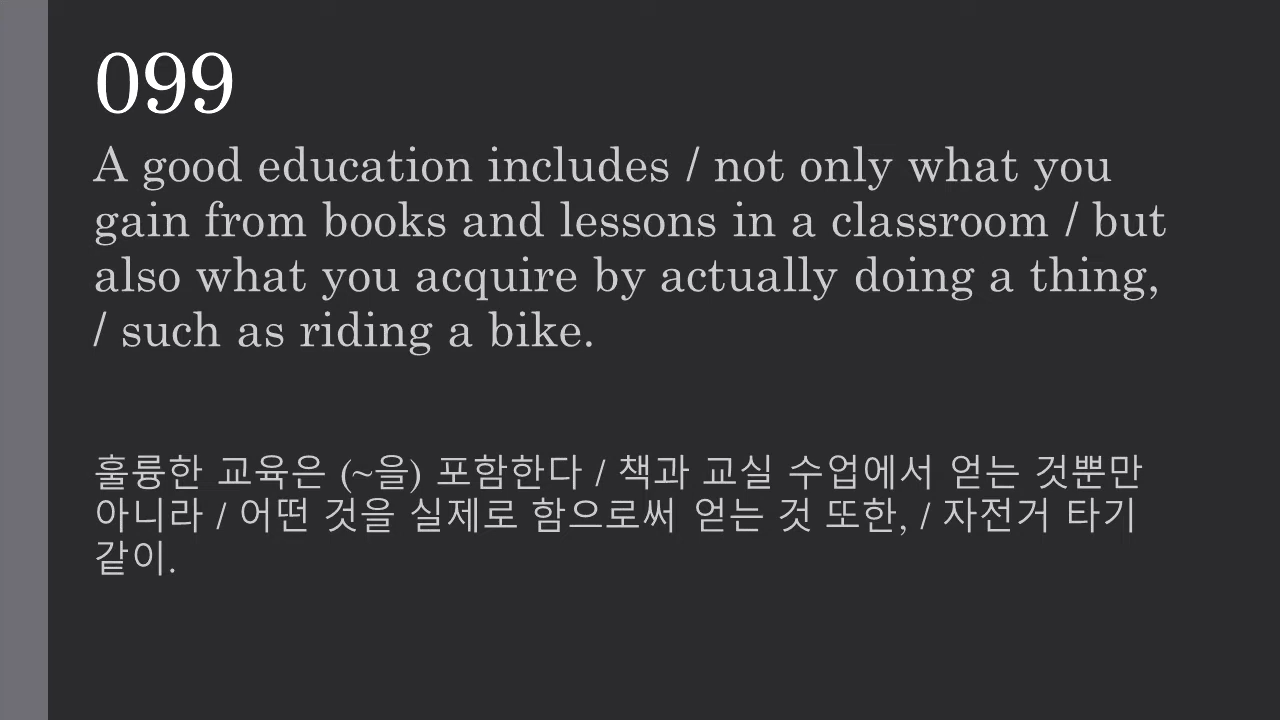 099
A good education includes / not only what you
gain from books and lessons in a classroom / but
also what you acquire by actually doing a thing,
/ such as riding a bike.
훌륭한 교육은 (~을) 포함한다 / 책과 교실 수업에서 얻는 것뿐만
아니라 / 어떤 것을 실제로 함으로써 얻는 것 또한, / 자전거 타기
같이.